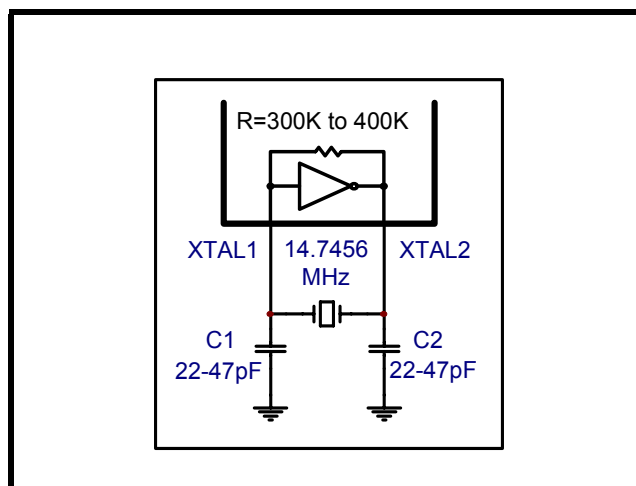 R=300K to 400K
XTAL1
14.7456
MHz
XTAL2
C1
22-47pF
C2
22-47pF